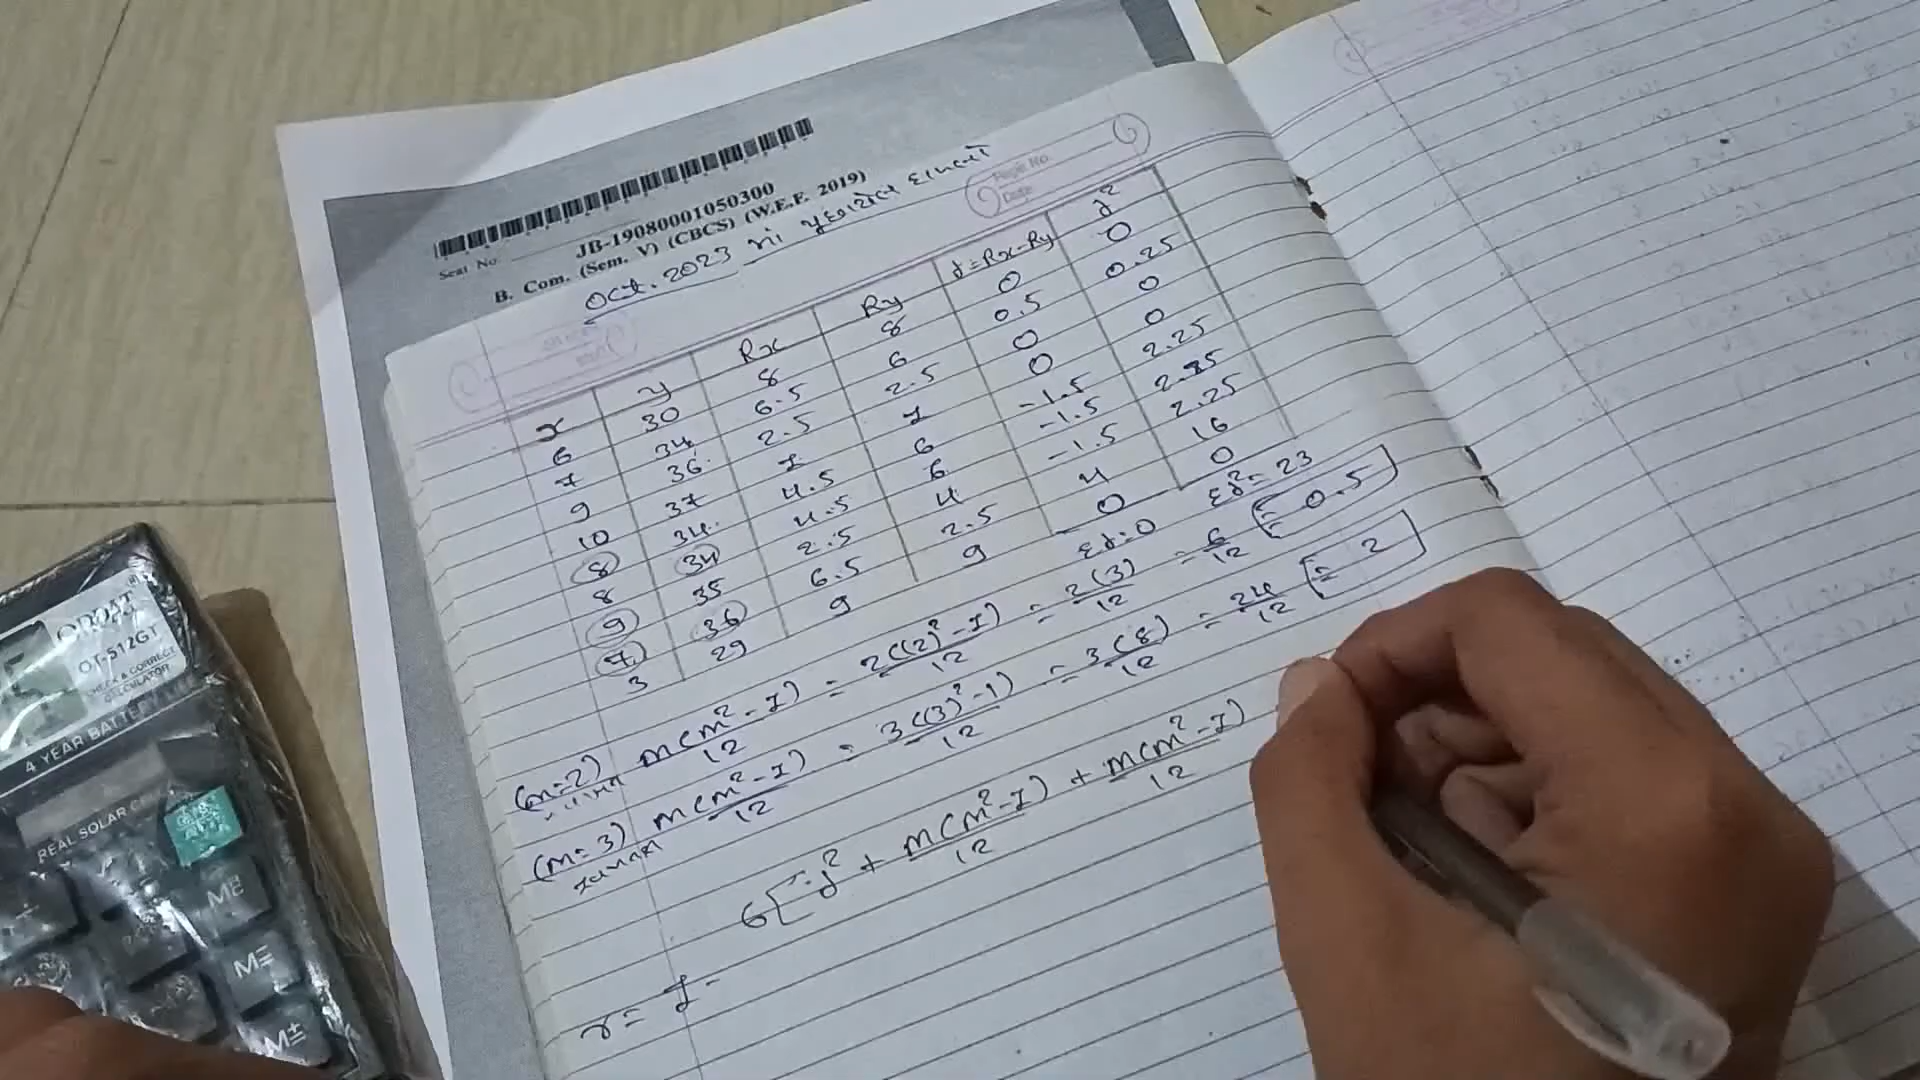 JB-19080001050300
Seat No.
B. Com. (Sem. V) (CBCS) (W.E.F. 2019)
Oct. 2023 ના
Page No.
Date
x y Rx Ry d=Rx-Ry d²
6 30 8 8 0 0
7 34 6.5 6 0.5 0.25
9 36 2.5 2.5 0 0
10 37 1 1 0 0
8 34 4.5 6 -1.5 2.25
8 34 4.5 6 -1.5 2.25
9 35 2.5 4 -1.5 2.25
7 36 6.5 2.5 4 16
3 29 9 9 0 0
Σd=0 Σd²=23
(m=2) m(m²-1)/12 = 2((2)²-1)/12 = 2(3)/12 = 6/12 = 0.5
(m=3) m(m²-1)/12 = 3((3)²-1)/12 = 3(8)/12 = 24/12 = 2
6[d² + m(m²-1)/12 + m(m²-1)/12
r = 1 -
OT-512GT
CHECK & CORRECT
CALCULATOR
4 YEAR BATTERY
REAL SOLAR
M±